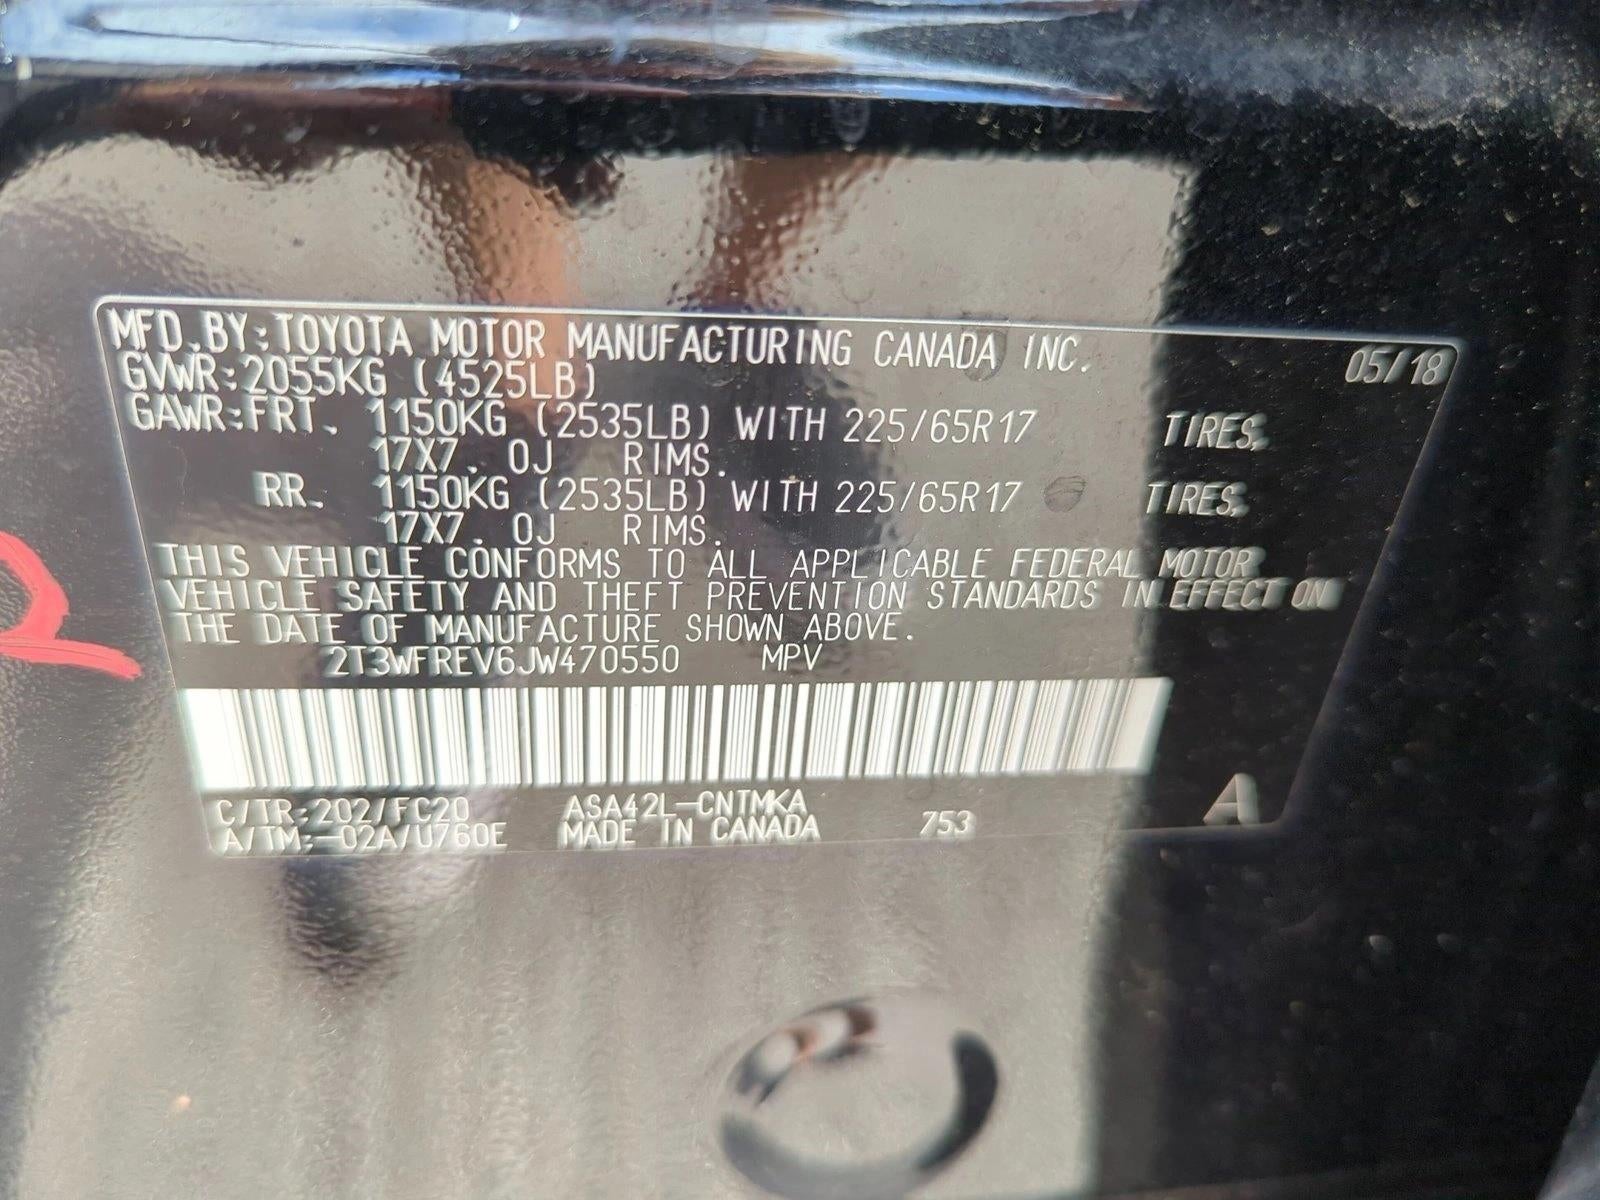 MFD.BY:TOYOTA MOTOR MANUFACTURING CANADA INC. 05/18
GVWR:2055KG (4525LB)
GAWR:FRT. 1150KG (2535LB) WITH 225/65R17 TIRES,
17X7.0J RIMS.
RR. 1150KG (2535LB) WITH 225/65R17 TIRES,
17X7.0J RIMS.
THIS VEHICLE CONFORMS TO ALL APPLICABLE FEDERAL MOTOR
VEHICLE SAFETY AND THEFT PREVENTION STANDARDS IN EFFECT ON
THE DATE OF MANUFACTURE SHOWN ABOVE.
2T3WFREV6JW470550 MPV
C/TR:202/FC20 ASA42L-CNTMKA
A/TM:-02A/U760E MADE IN CANADA 753 A